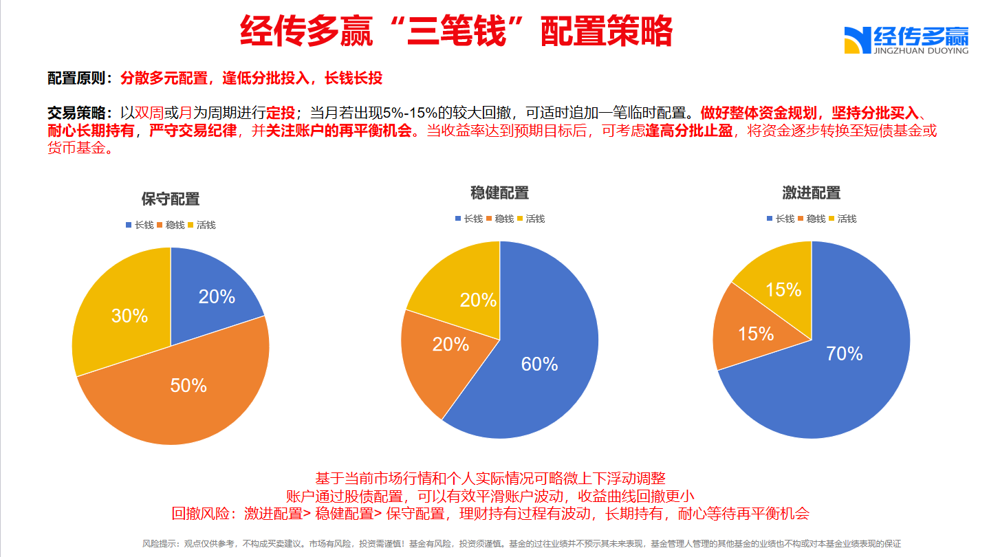 经传多赢“三笔钱”配置策略
经传多赢
JINGZHUAN DUOYING
配置原则：分散多元配置，逢低分批投入，长钱长投
交易策略：以双周或月为周期进行定投；当月若出现5%-15%的较大回撤，可适时追加一笔临时配置。做好整体资金规划，坚持分批买入、
耐心长期持有，严守交易纪律，并关注账户的再平衡机会。当收益率达到预期目标后，可考虑逢高分批止盈，将资金逐步转换至短债基金或
货币基金。
保守配置
长钱 稳钱 活钱
20%
30%
50%
稳健配置
长钱 稳钱 活钱
20%
20%
60%
激进配置
长钱 稳钱 活钱
15%
15%
70%
基于当前市场行情和个人实际情况可略微上下浮动调整
账户通过股债配置，可以有效平滑账户波动，收益曲线回撤更小
回撤风险：激进配置> 稳健配置> 保守配置，理财持有过程有波动，长期持有，耐心等待再平衡机会
风险提示：观点仅供参考，不构成买卖建议。市场有风险，投资需谨慎！基金有风险，投资须谨慎。基金的过往业绩并不预示其未来表现，基金管理人管理的其他基金的业绩也不构成对本基金业绩表现的保证